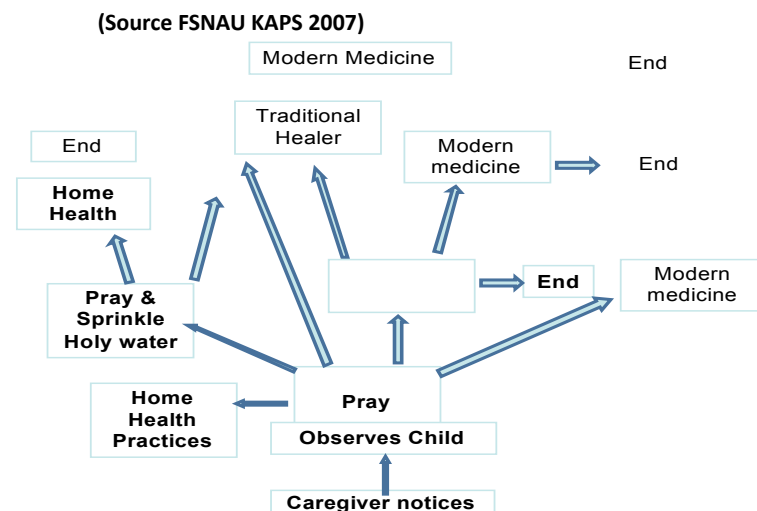 (Source FSNAU KAPS 2007)
Modern Medicine
End
Traditional
Healer
End
Modern
medicine
End
Home
Health
Pray &
Sprinkle
Holy water
End
Modern
medicine
Home
Health
Practices
Pray
Observes Child
Caregiver notices